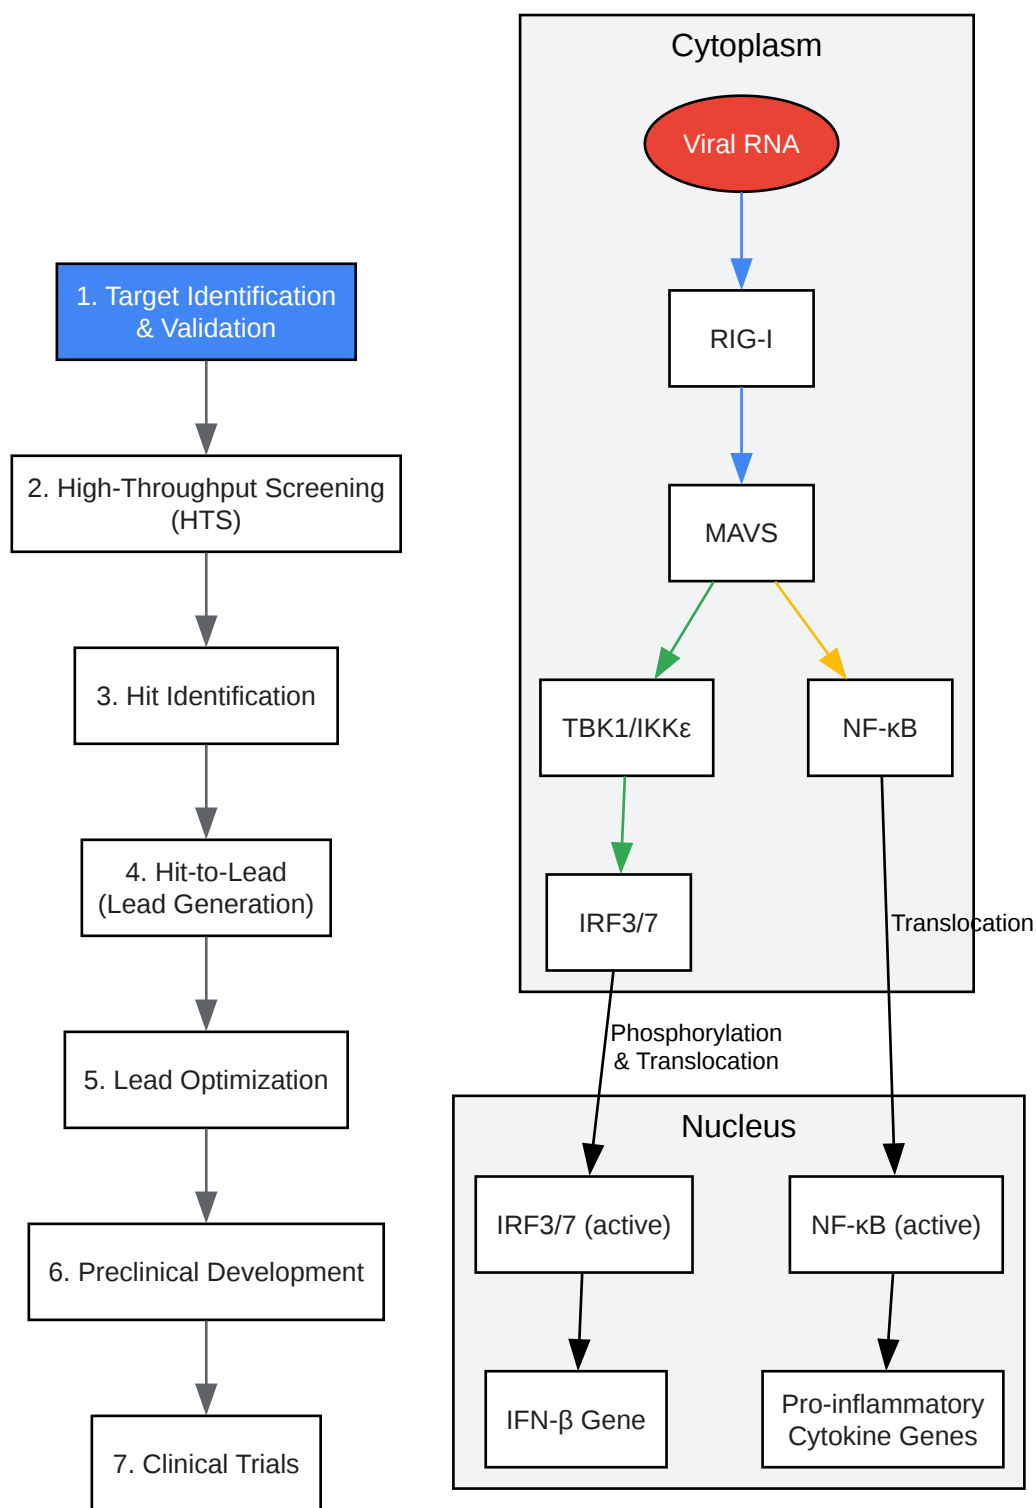 1. Target Identification
& Validation
2. High-Throughput Screening
(HTS)
3. Hit Identification
4. Hit-to-Lead
(Lead Generation)
5. Lead Optimization
6. Preclinical Development
7. Clinical Trials
Cytoplasm
Viral RNA
RIG-I
MAVS
TBK1/IKKε
NF-κB
IRF3/7
Translocation
Phosphorylation
& Translocation
Nucleus
IRF3/7 (active)
NF-κB (active)
IFN-β Gene
Pro-inflammatory
Cytokine Genes